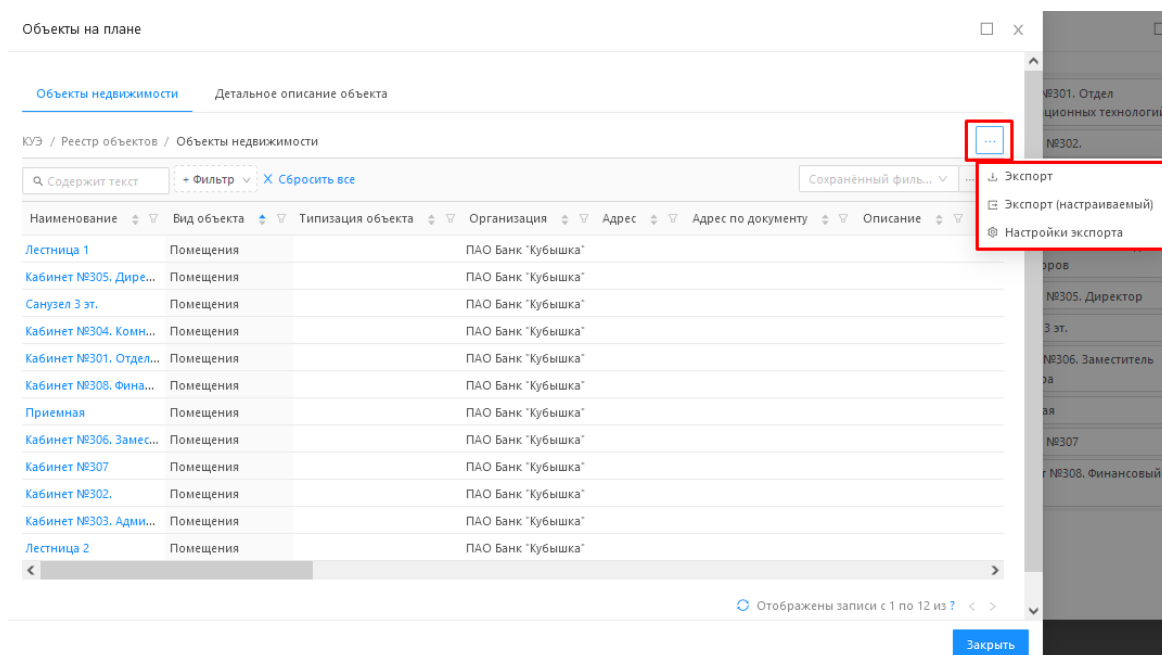 Объекты на плане
Объекты недвижимости Детальное описание объекта
КУЭ / Реестр объектов / Объекты недвижимости ...
Содержит текст + Фильтр Сбросить все Сохранённый филь... ...
Экспорт
Экспорт (настраиваемый)
Настройки экспорта
Наименование Вид объекта Типизация объекта Организация Адрес Адрес по документу Описание
Лестница 1 Помещения ПАО Банк "Кубышка"
Кабинет №305. Дире... Помещения ПАО Банк "Кубышка"
Санузел 3 эт. Помещения ПАО Банк "Кубышка"
Кабинет №304. Комн... Помещения ПАО Банк "Кубышка"
Кабинет №301. Отдел... Помещения ПАО Банк "Кубышка"
Кабинет №308. Фина... Помещения ПАО Банк "Кубышка"
Приемная Помещения ПАО Банк "Кубышка"
Кабинет №306. Замес... Помещения ПАО Банк "Кубышка"
Кабинет №307 Помещения ПАО Банк "Кубышка"
Кабинет №302. Помещения ПАО Банк "Кубышка"
Кабинет №303. Адми... Помещения ПАО Банк "Кубышка"
Лестница 2 Помещения ПАО Банк "Кубышка"
Отображены записи с 1 по 12 из ? < >
Закрыть
№301. Отдел
ционных технологий
№302.
оров
№305. Директор
3 эт.
№306. Заместитель
ра
ая
№307
т №308. Финансовый